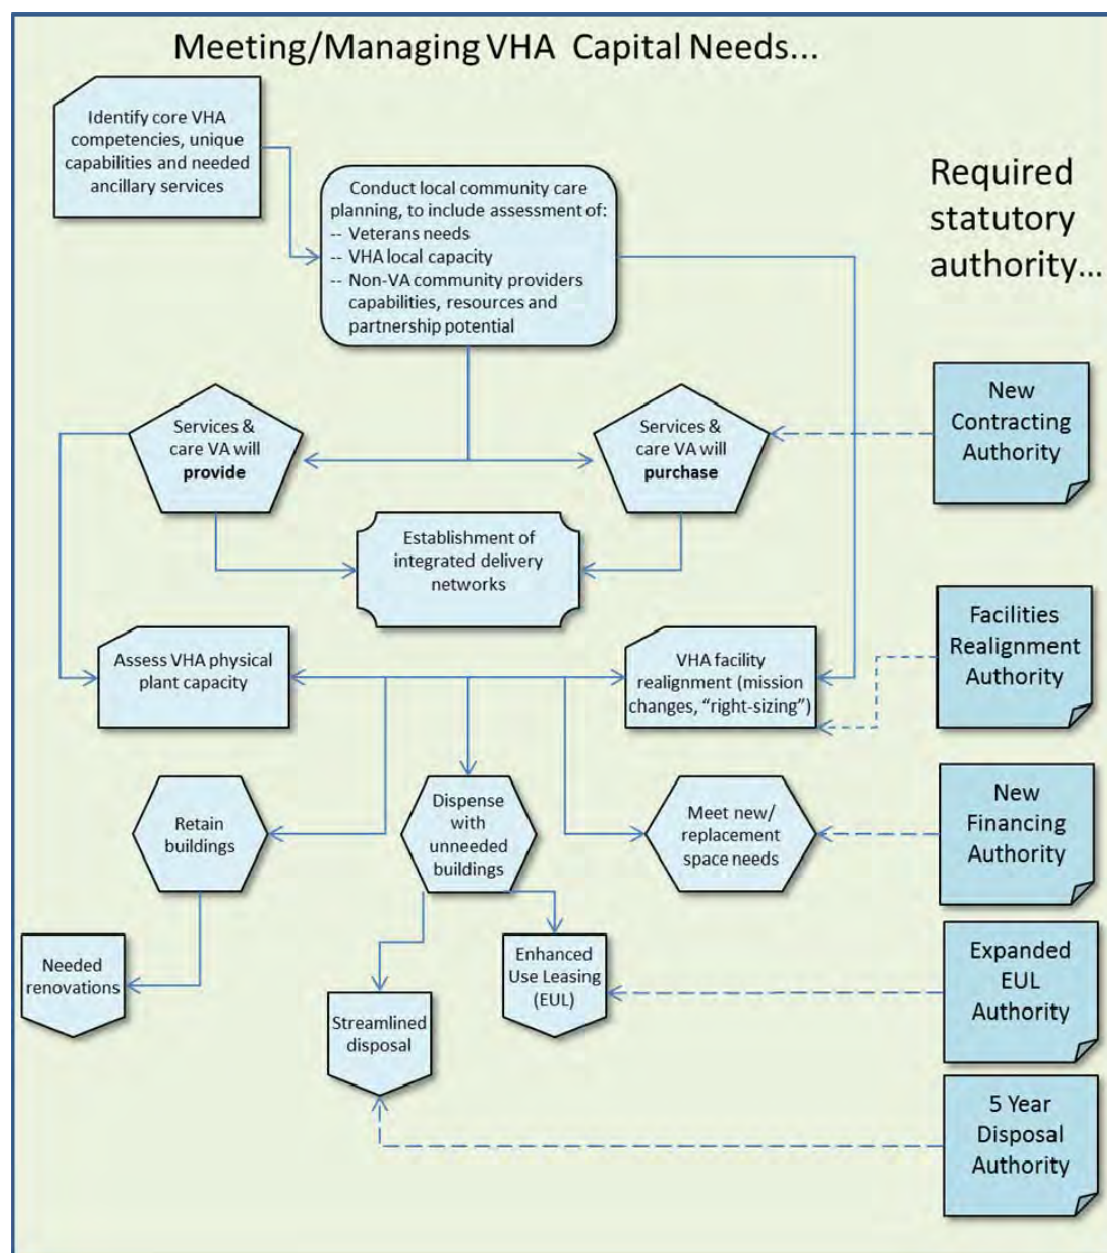 Meeting/Managing VHA Capital Needs...
Identify core VHA
competencies, unique
capabilities and needed
ancillary services
Conduct local community care
planning, to include assessment of:
-- Veterans needs
-- VHA local capacity
-- Non-VA community providers
capabilities, resources and
partnership potential
Required
statutory
authority...
Services &
care VA will
provide
Services &
care VA will
purchase
New
Contracting
Authority
Establishment of
integrated delivery
networks
Assess VHA physical
plant capacity
VHA facility
realignment (mission
changes, “right-sizing”)
Facilities
Realignment
Authority
Retain
buildings
Dispense
with
unneeded
buildings
Meet new/
replacement
space needs
New
Financing
Authority
Needed
renovations
Streamlined
disposal
Enhanced
Use Leasing
(EUL)
Expanded
EUL
Authority
5 Year
Disposal
Authority